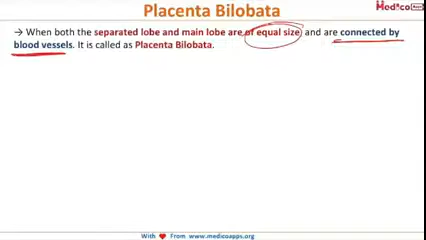 Placenta Bilobata
MedicoApps
→ When both the separated lobe and main lobe are of equal size and are connected by
blood vessels. It is called as Placenta Bilobata.
With ❤ From www.medicoapps.org